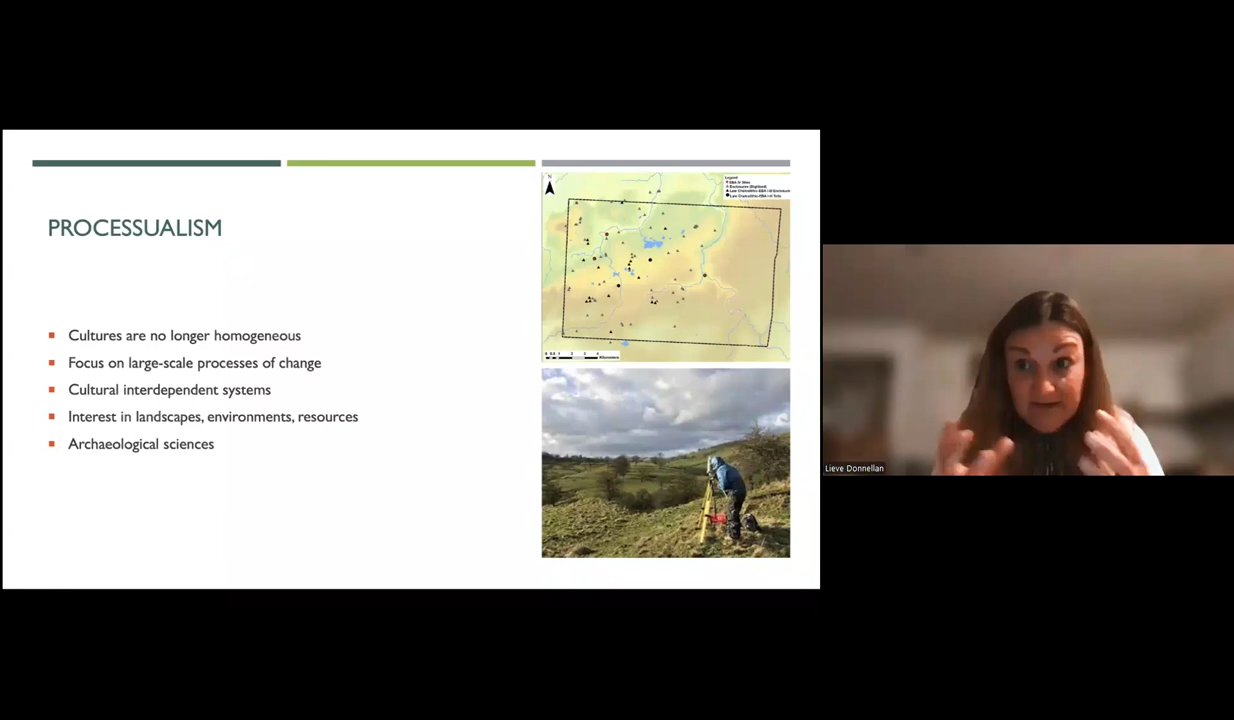 PROCESSUALISM
Cultures are no longer homogeneous
Focus on large-scale processes of change
Cultural interdependent systems
Interest in landscapes, environments, resources
Archaeological sciences
N
Legend
Lieve Donnellan